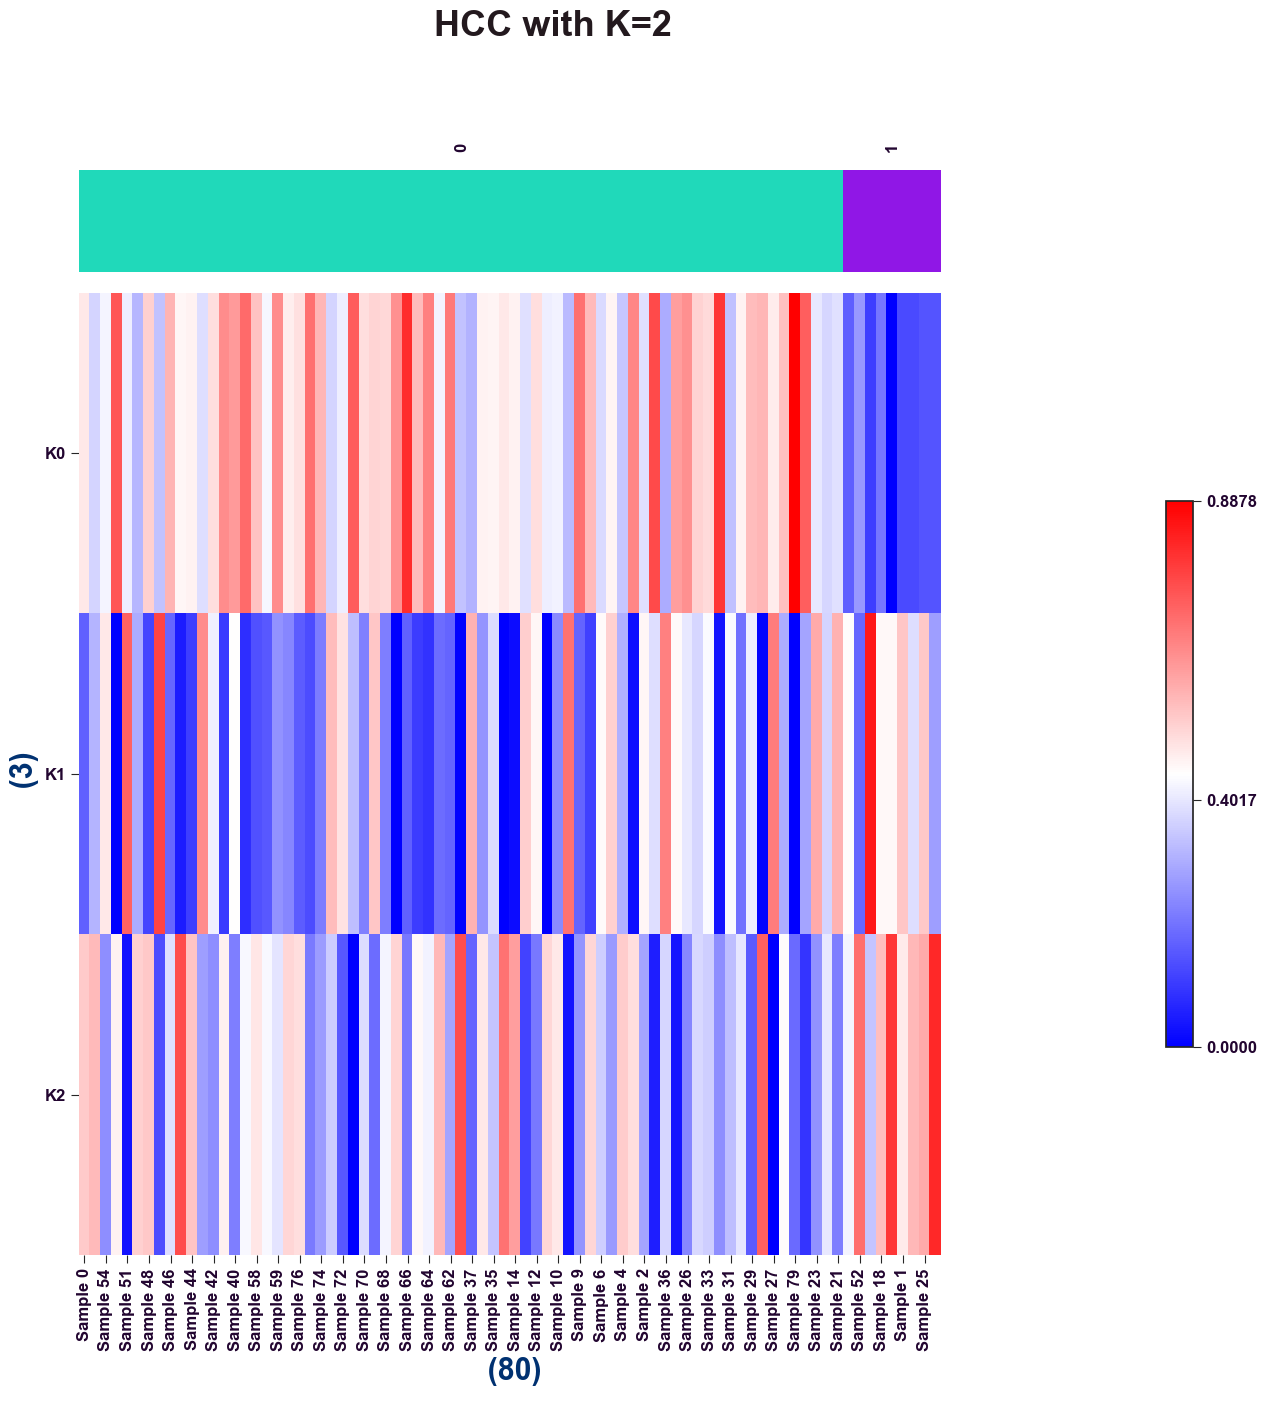 HCC with K=2
0
1
K0
K1
K2
(3)
0.8878
0.4017
0.0000
Sample 0
Sample 54
Sample 51
Sample 48
Sample 46
Sample 44
Sample 42
Sample 40
Sample 58
Sample 59
Sample 76
Sample 74
Sample 72
Sample 70
Sample 68
Sample 66
Sample 64
Sample 62
Sample 37
Sample 35
Sample 14
Sample 12
Sample 10
Sample 9
Sample 6
Sample 4
Sample 2
Sample 36
Sample 26
Sample 33
Sample 31
Sample 29
Sample 27
Sample 79
Sample 23
Sample 21
Sample 52
Sample 18
Sample 1
Sample 25
(80)